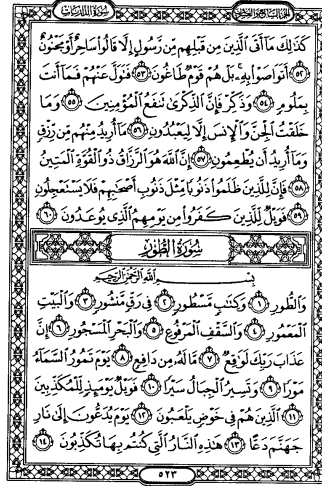 الجزء السابع والعشرون
سورة الذاريات
كَذَٰلِكَ مَآ أَتَى ٱلَّذِينَ مِن قَبۡلِهِم مِّن رَّسُولٍ إِلَّا قَالُواْ سَاحِرٌ أَوۡ مَجۡنُونٌ
٥٢ أَتَوَاصَوۡاْ بِهِۦۚ بَلۡ هُمۡ قَوۡمٌ طَاغُونَ ٥٣ فَتَوَلَّ عَنۡهُمۡ فَمَآ أَنتَ
بِمَلُومٍ ٥٤ وَذَكِّرۡ فَإِنَّ ٱلذِّكۡرَىٰ تَنفَعُ ٱلۡمُؤۡمِنِينَ ٥٥ وَمَا
خَلَقۡتُ ٱلۡجِنَّ وَٱلۡإِنسَ إِلَّا لِيَعۡبُدُونِ ٥٦ مَآ أُرِيدُ مِنۡهُم مِّن رِّزۡقٍ
وَمَآ أُرِيدُ أَن يُطۡعِمُونِ ٥٧ إِنَّ ٱللَّهَ هُوَ ٱلرَّزَّاقُ ذُو ٱلۡقُوَّةِ ٱلۡمَتِينُ
٥٨ فَإِنَّ لِلَّذِينَ ظَلَمُواْ ذَنُوبًا مِّثۡلَ ذَنُوبِ أَصۡحَٰبِهِمۡ فَلَا يَسۡتَعۡجِلُونِ
٥٩ فَوَيۡلٌ لِّلَّذِينَ كَفَرُواْ مِن يَوۡمِهِمُ ٱلَّذِى يُوعَدُونَ ٦٠
سورة الطور
بِسۡمِ ٱللَّهِ ٱلرَّحۡمَٰنِ ٱلرَّحِيمِ
وَٱلطُّورِ ١ وَكِتَٰبٍ مَّسۡطُورٍ ٢ فِى رَقٍّ مَّنشُورٍ ٣ وَٱلۡبَيۡتِ
ٱلۡمَعۡمُورِ ٤ وَٱلسَّقۡفِ ٱلۡمَرۡفُوعِ ٥ وَٱلۡبَحۡرِ ٱلۡمَسۡجُورِ ٦ إِنَّ
عَذَابَ رَبِّكَ لَوَٰقِعٌ ٧ مَّا لَهُۥ مِن دَافِعٍ ٨ يَوۡمَ تَمُورُ ٱلسَّمَآءُ
مَوۡرًا ٩ وَتَسِيرُ ٱلۡجِبَالُ سَيۡرًا ١٠ فَوَيۡلٌ يَوۡمَئِذٍ لِّلۡمُكَذِّبِينَ
١١ ٱلَّذِينَ هُمۡ فِى خَوۡضٍ يَلۡعَبُونَ ١٢ يَوۡمَ يُدَعُّونَ إِلَىٰ نَارِ
جَهَنَّمَ دَعًّا ١٣ هَٰذِهِ ٱلنَّارُ ٱلَّتِى كُنتُم بِهَا تُكَذِّبُونَ ١٤
٥٢٣